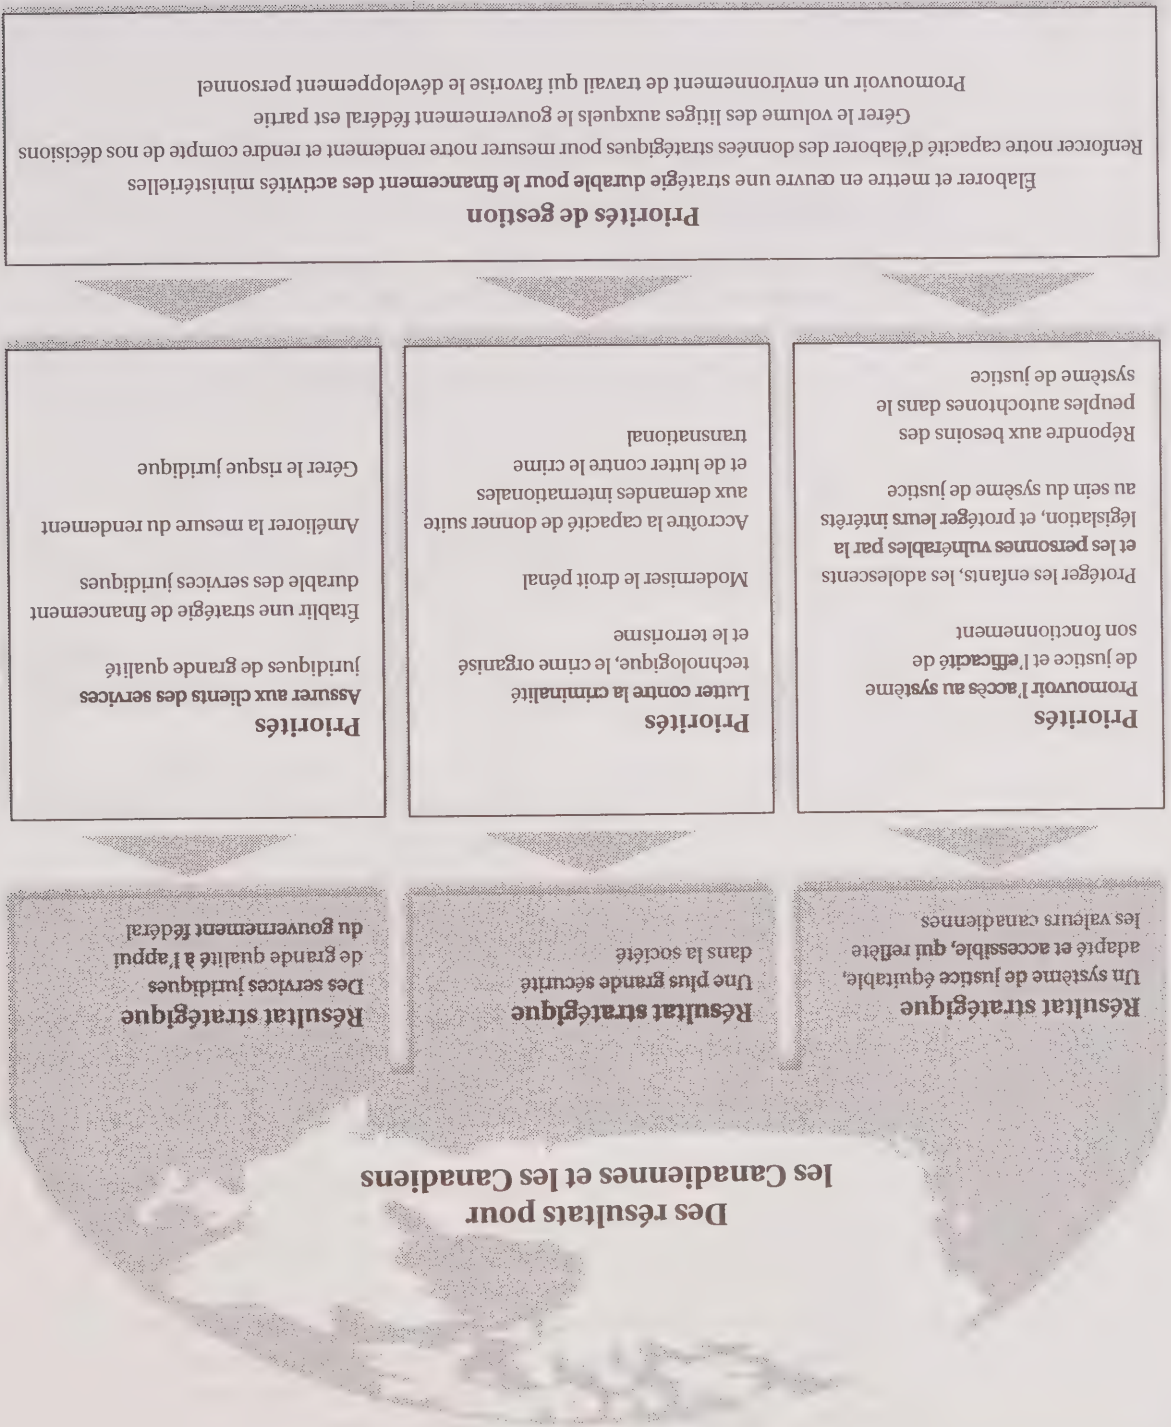 Des résultats pour
les Canadiennes et les Canadiens
Résultat stratégique
Un système de justice équitable,
adapté et accessible, qui reflète
les valeurs canadiennes
Résultat stratégique
Une plus grande sécurité
dans la société
Résultat stratégique
Des services juridiques
de grande qualité à l'appui
du gouvernement fédéral
Priorités
Promouvoir l'accès au système
de justice et l'efficacité de
son fonctionnement
Protéger les enfants, les adolescents
et les personnes vulnérables par la
législation, et protéger leurs intérêts
au sein du sysème de justice
Répondre aux besoins des
peuples autochtones dans le
système de justice
Priorités
Lutter contre la criminalité
technologique, le crime organisé
et le terrorisme
Moderniser le droit pénal
Accroître la capacité de donner suite
aux demandes internationales
et de lutter contre le crime
transnational
Priorités
Assurer aux clients des services
juridiques de grande qualité
Établir une stratégie de financement
durable des services juridiques
Améliorer la mesure du rendement
Gérer le risque juridique
Priorités de gestion
Élaborer et mettre en œuvre une stratégie durable pour le financement des activités ministérielles
Renforcer notre capacité d'élaborer des données stratégiques pour mesurer notre rendement et rendre compte de nos décisions
Gérer le volume des litiges auxquels le gouvernement fédéral est partie
Promouvoir un environnement de travail qui favorise le développement personnel